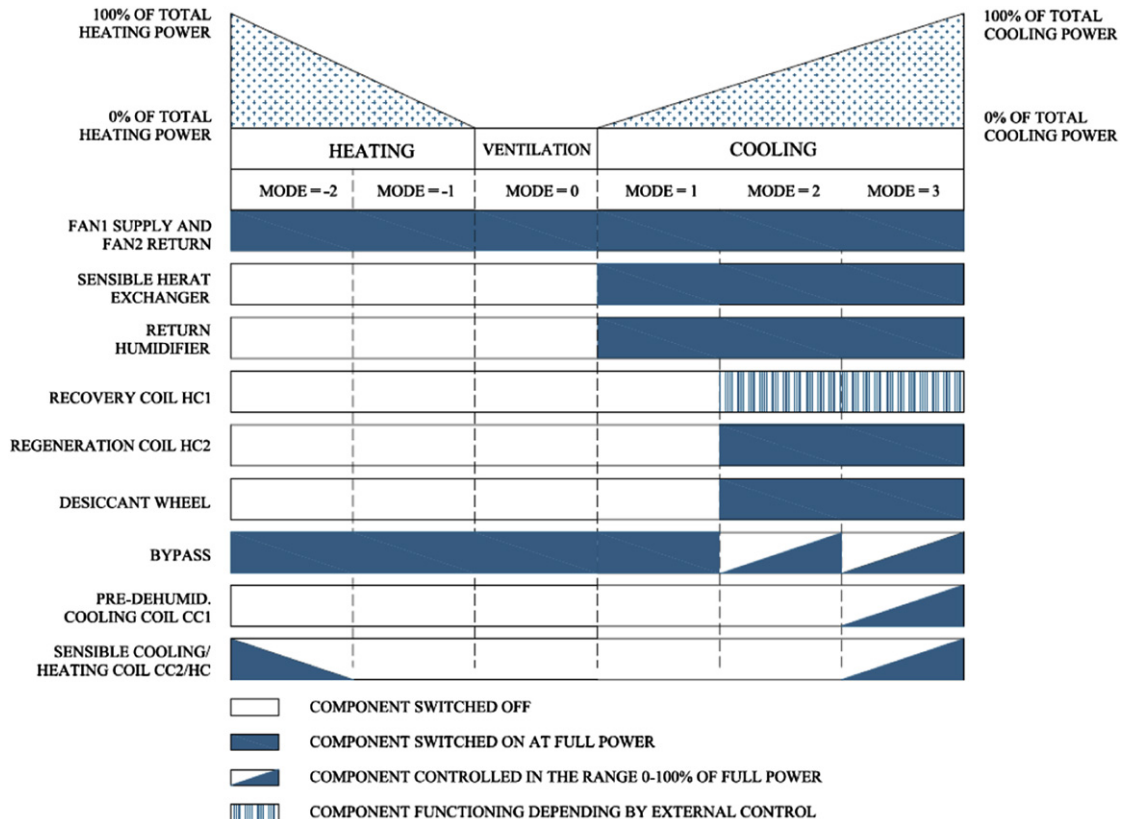 100% OF TOTAL
HEATING POWER
100% OF TOTAL
COOLING POWER
0% OF TOTAL
HEATING POWER
0% OF TOTAL
COOLING POWER
HEATING
VENTILATION
COOLING
MODE = -2
MODE = -1
MODE = 0
MODE = 1
MODE = 2
MODE = 3
FAN1 SUPPLY AND
FAN2 RETURN
SENSIBLE HERAT
EXCHANGER
RETURN
HUMIDIFIER
RECOVERY COIL HC1
REGENERATION COIL HC2
DESICCANT WHEEL
BYPASS
PRE-DEHUMID.
COOLING COIL CC1
SENSIBLE COOLING/
HEATING COIL CC2/HC
COMPONENT SWITCHED OFF
COMPONENT SWITCHED ON AT FULL POWER
COMPONENT CONTROLLED IN THE RANGE 0-100% OF FULL POWER
COMPONENT FUNCTIONING DEPENDING BY EXTERNAL CONTROL